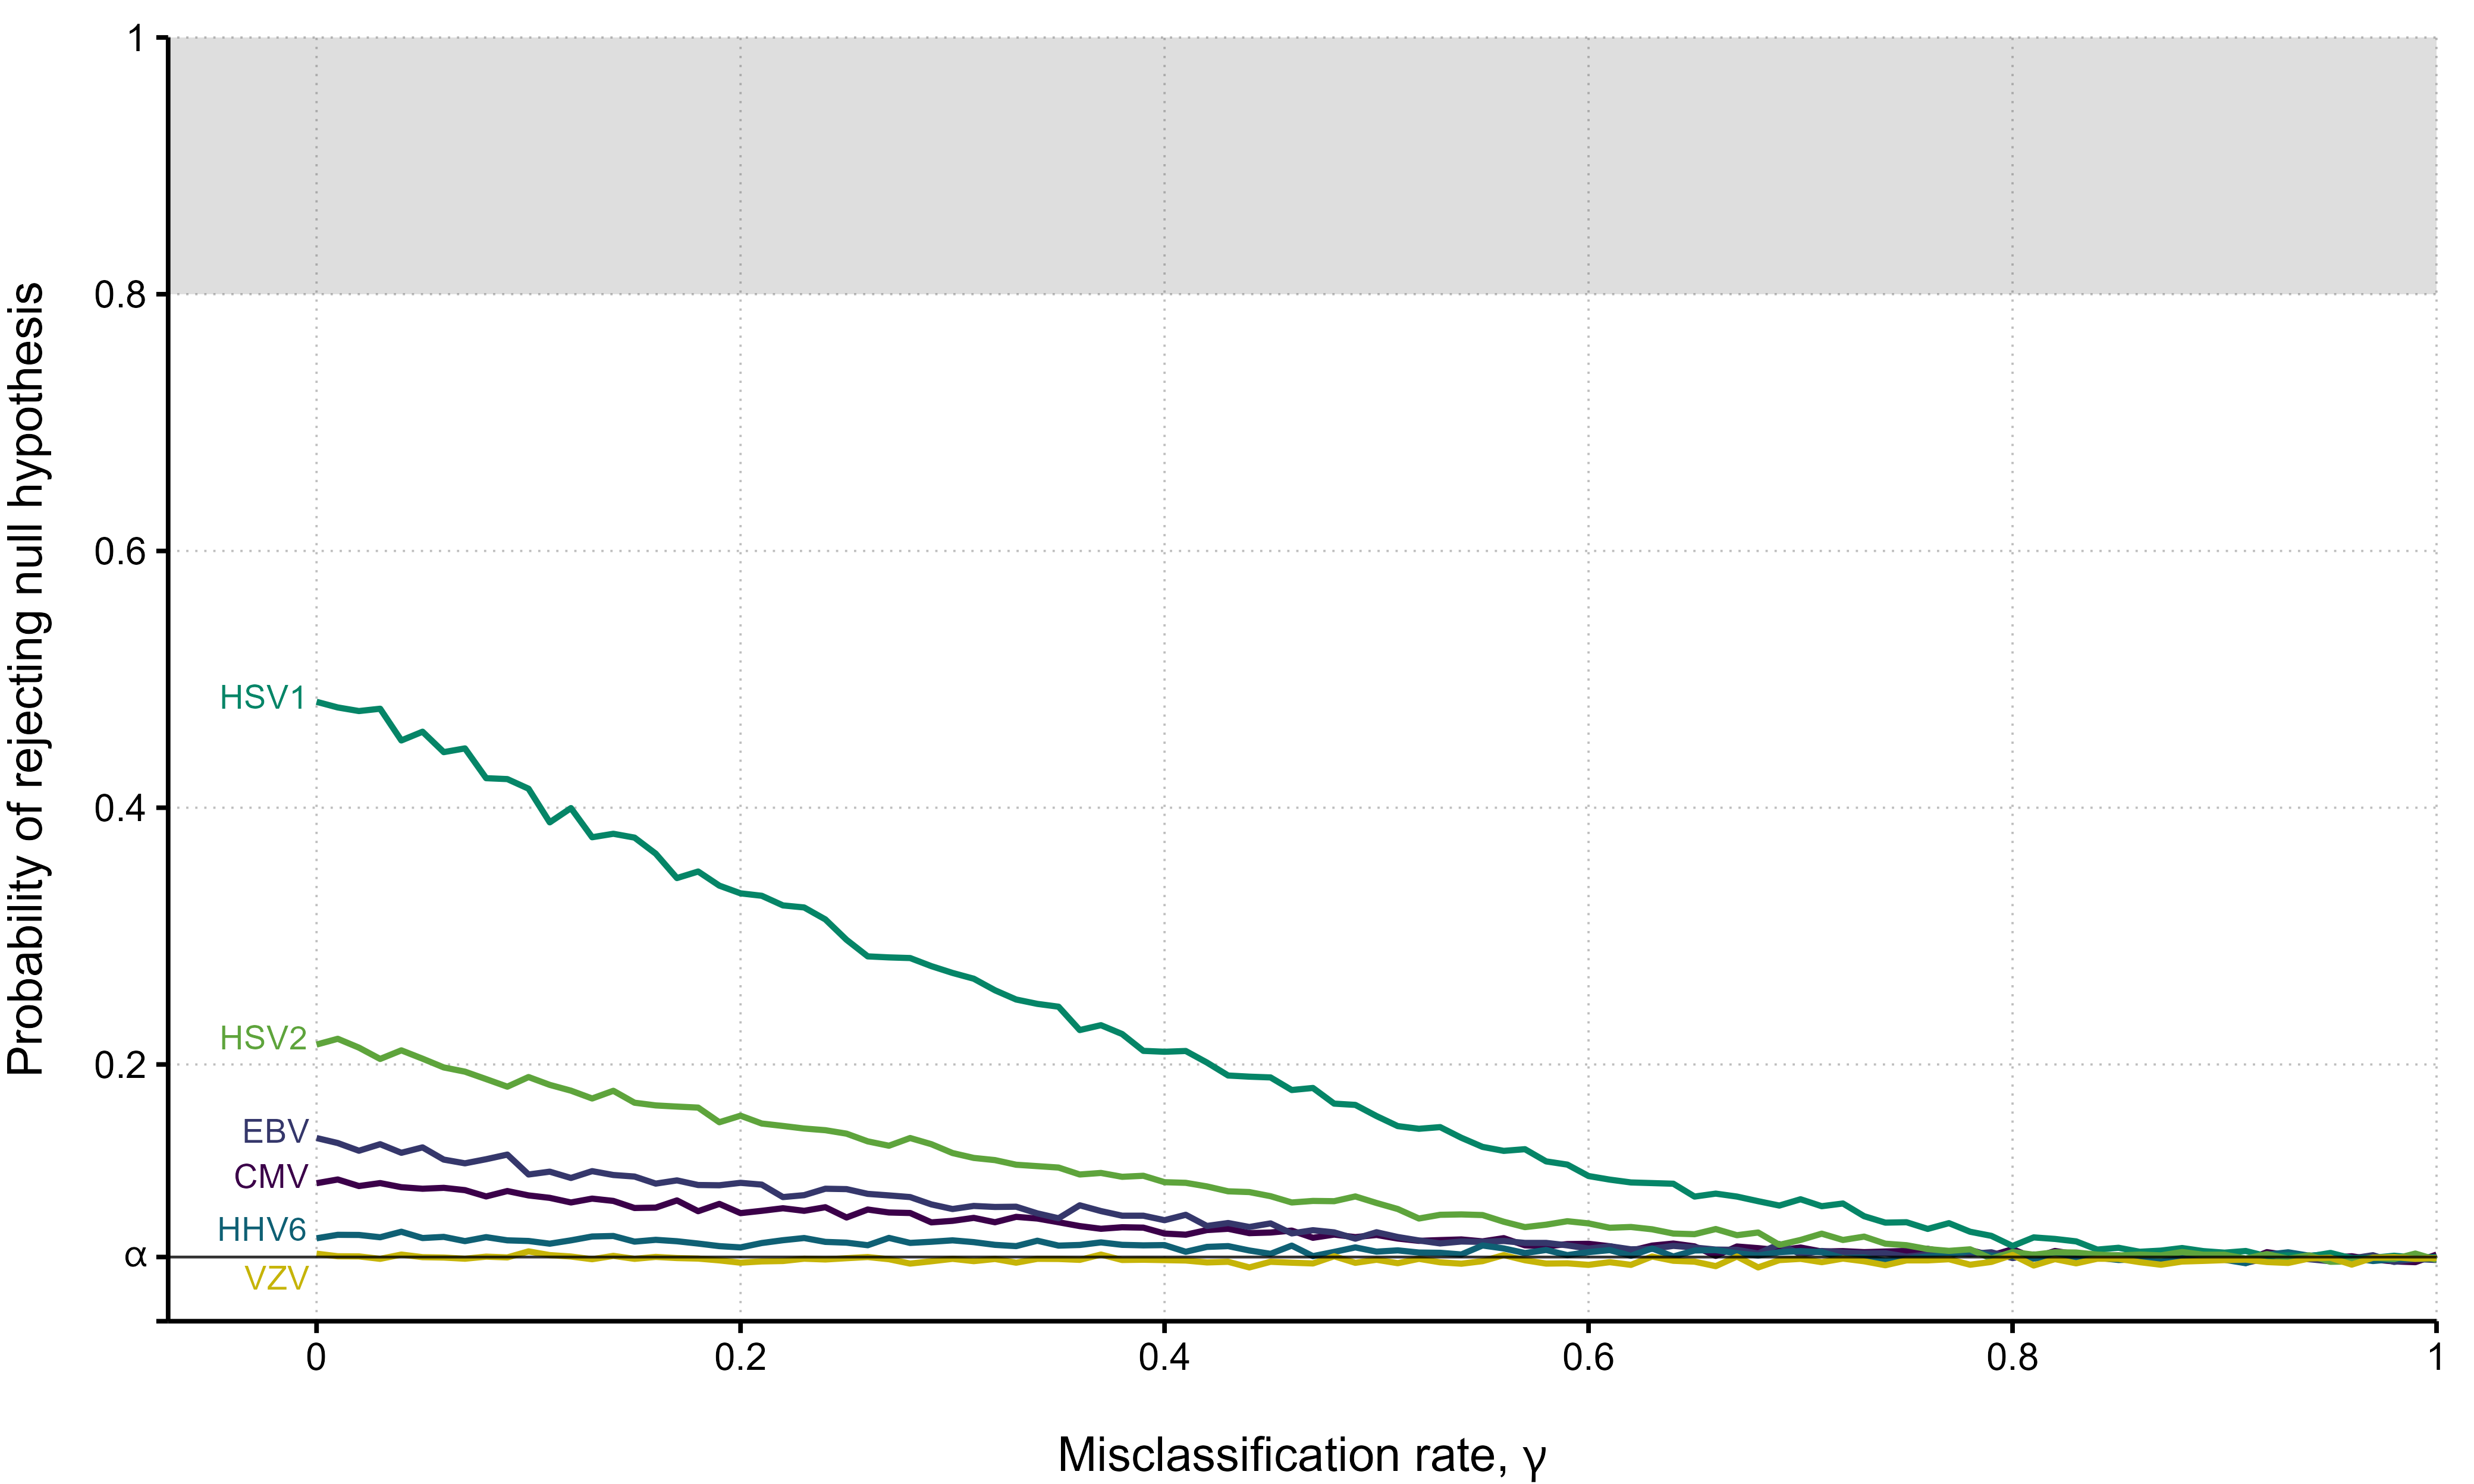 Probability of rejecting null hypothesis
1
0.8
0.6
0.4
0.2
α
HSV1
HSV2
EBV
CMV
HHV6
VZV
0 0.2 0.4 0.6 0.8 1
Misclassification rate, γ